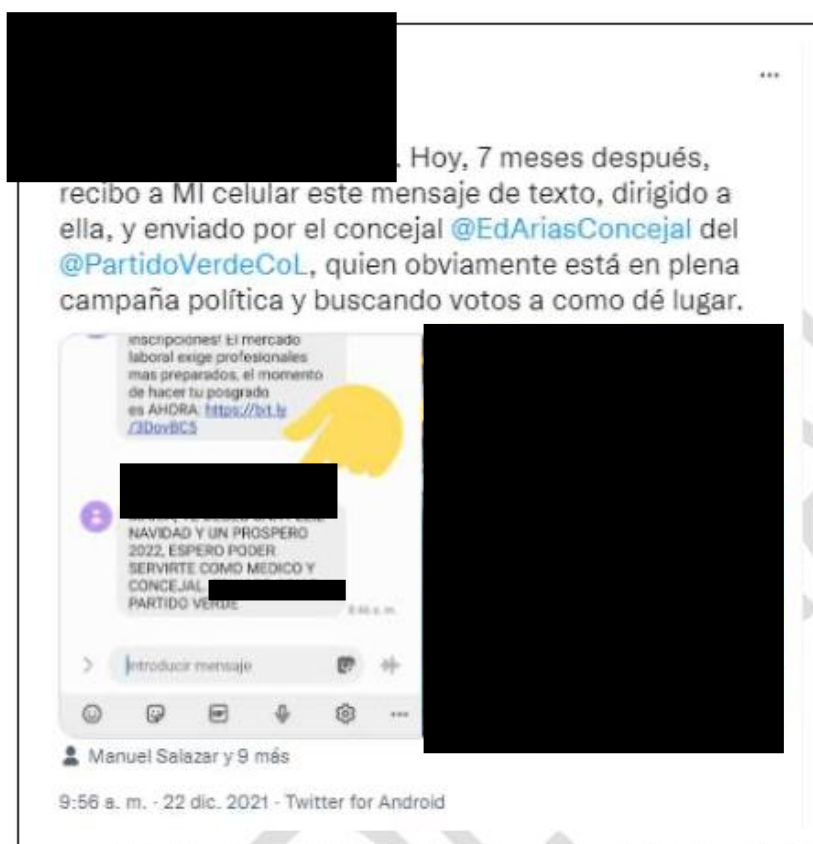 . Hoy, 7 meses después,
recibo a MI celular este mensaje de texto, dirigido a
ella, y enviado por el concejal @EdAriasConcejal del
@PartidoVerdeCoL, quien obviamente está en plena
campaña política y buscando votos a como dé lugar.
inscripciones! El mercado
laboral exige profesionales
mas preparados, el momento
de hacer tu posgrado
es AHORA: https://bit.ly
/3DovBC5
NAVIDAD Y UN PROSPERO
2022, ESPERO PODER
SERVIRTE COMO MEDICO Y
CONCEJAL
PARTIDO VERDE
8:46 a. m.
Introducir mensaje
GIF
Manuel Salazar y 9 más
9:56 a. m. · 22 dic. 2021 · Twitter for Android